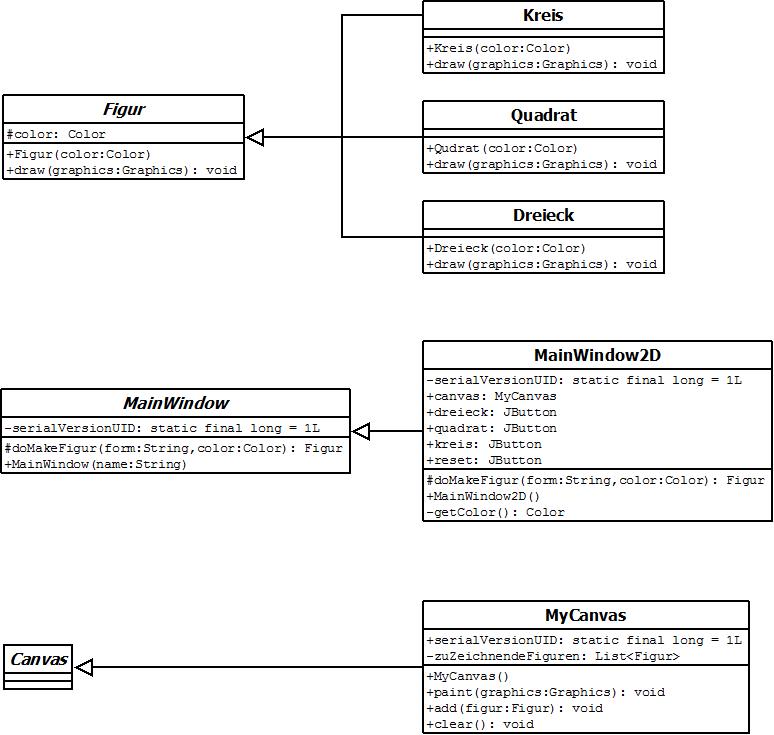 Kreis
+Kreis(color:Color)
+draw(graphics:Graphics): void
Figur
#color: Color
+Figur(color:Color)
+draw(graphics:Graphics): void
Quadrat
+Qudrat(color:Color)
+draw(graphics:Graphics): void
Dreieck
+Dreieck(color:Color)
+draw(graphics:Graphics): void
MainWindow
-serialVersionUID: static final long = 1L
#doMakeFigur(form:String,color:Color): Figur
+MainWindow(name:String)
MainWindow2D
-serialVersionUID: static final long = 1L
+canvas: MyCanvas
+dreieck: JButton
+quadrat: JButton
+kreis: JButton
+reset: JButton
#doMakeFigur(form:String,color:Color): Figur
+MainWindow2D()
-getColor(): Color
Canvas
MyCanvas
+serialVersionUID: static final long = 1L
-zuZeichnendeFiguren: List<Figur>
+MyCanvas()
+paint(graphics:Graphics): void
+add(figur:Figur): void
+clear(): void